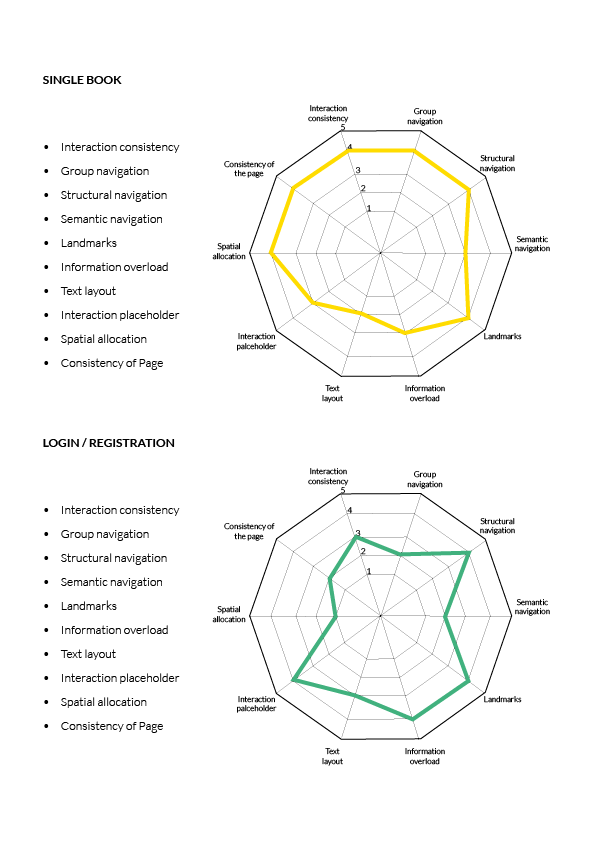 SINGLE BOOK
• Interaction consistency
• Group navigation
• Structural navigation
• Semantic navigation
• Landmarks
• Information overload
• Text layout
• Interaction placeholder
• Spatial allocation
• Consistency of Page
Interaction
consistency
Group
navigation
Structural
navigation
Semantic
navigation
Landmarks
Information
overload
Text
layout
Interaction
palceholder
Spatial
allocation
Consistency of
the page
5
4
3
2
1
LOGIN / REGISTRATION
• Interaction consistency
• Group navigation
• Structural navigation
• Semantic navigation
• Landmarks
• Information overload
• Text layout
• Interaction placeholder
• Spatial allocation
• Consistency of Page
Interaction
consistency
Group
navigation
Structural
navigation
Semantic
navigation
Landmarks
Information
overload
Text
layout
Interaction
palceholder
Spatial
allocation
Consistency of
the page
5
4
3
2
1